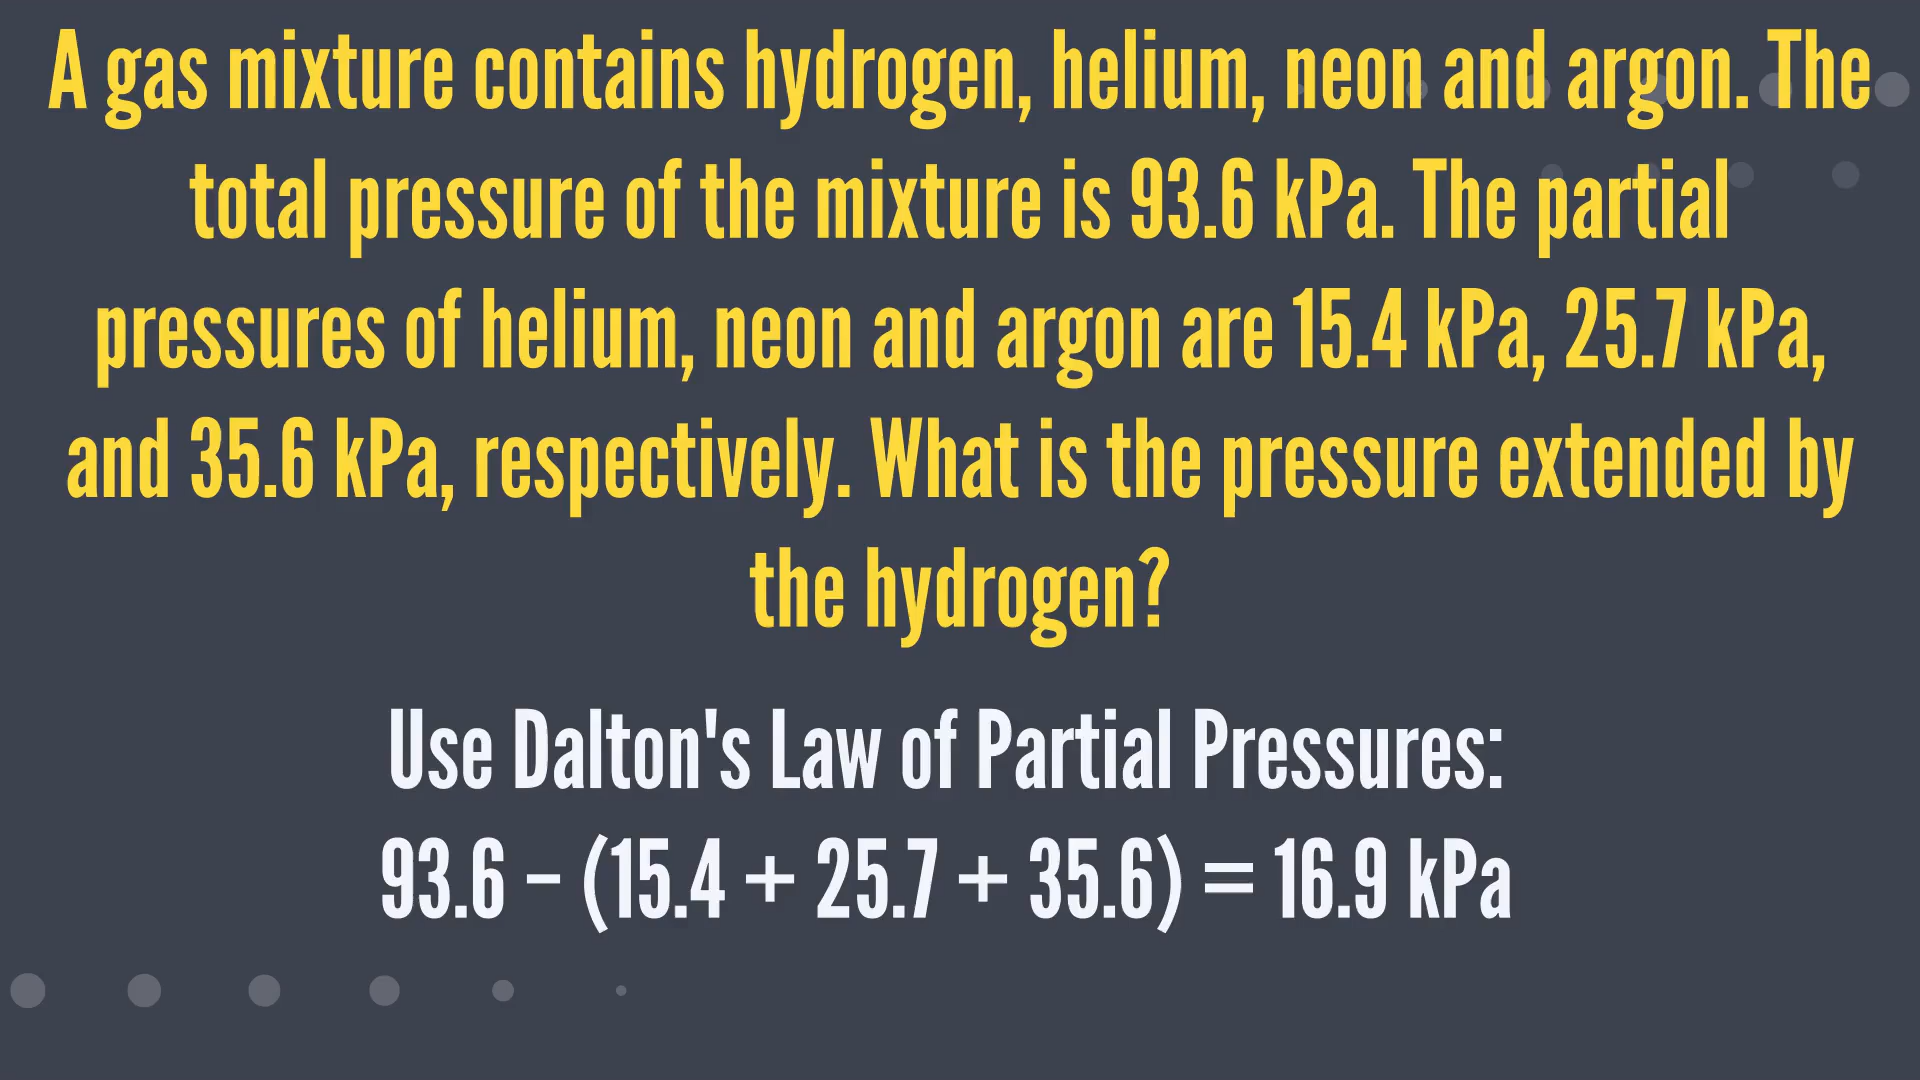 A gas mixture contains hydrogen, helium, neon and argon. The
total pressure of the mixture is 93.6 kPa. The partial
pressures of helium, neon and argon are 15.4 kPa, 25.7 kPa,
and 35.6 kPa, respectively. What is the pressure extended by
the hydrogen?
Use Dalton's Law of Partial Pressures:
93.6 – (15.4 + 25.7 + 35.6) = 16.9 kPa